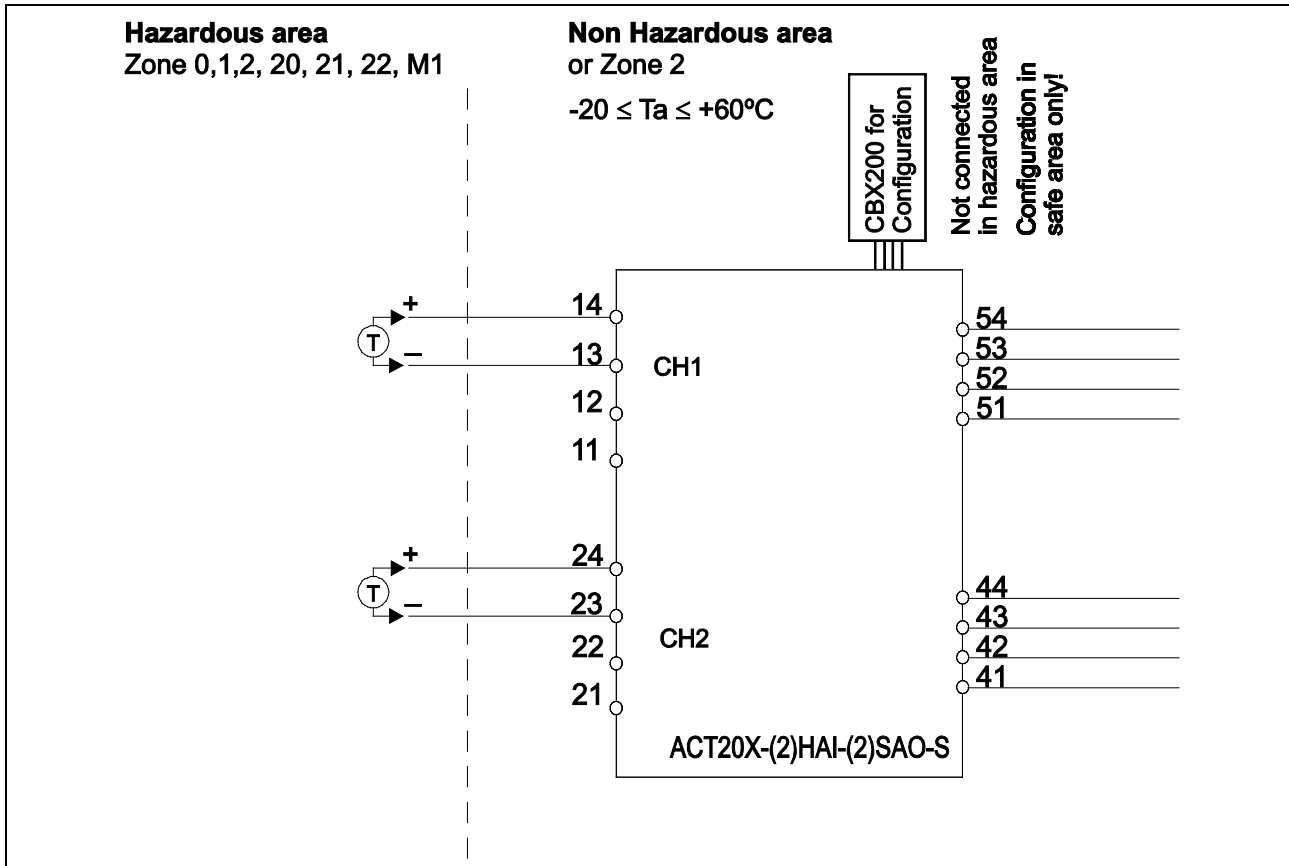 Hazardous area
Zone 0,1,2, 20, 21, 22, M1
Non Hazardous area
or Zone 2
-20 ≤ Ta ≤ +60ºC
CBX200 for
Configuration
Not connected
in hazardous area
Configuration in
safe area only!
T
+
–
14
13
12
11
CH1
54
53
52
51
T
+
–
24
23
22
21
CH2
44
43
42
41
ACT20X-(2)HAI-(2)SAO-S